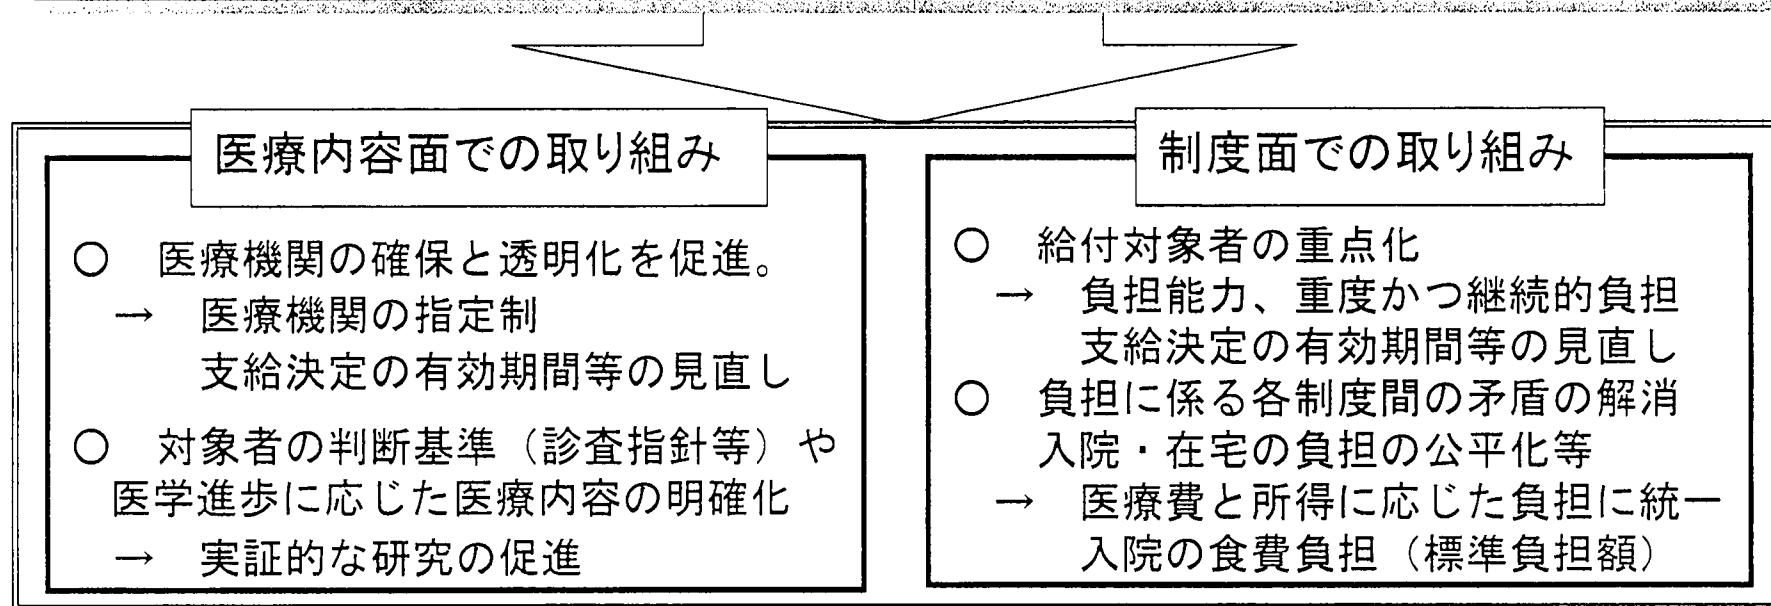 医療内容面での取り組み
○ 医療機関の確保と透明化を促進。
→ 医療機関の指定制
支給決定の有効期間等の見直し
○ 対象者の判断基準（診査指針等）や
医学進歩に応じた医療内容の明確化
→ 実証的な研究の促進
制度面での取り組み
○ 給付対象者の重点化
→ 負担能力、重度かつ継続的負担
支給決定の有効期間等の見直し
○ 負担に係る各制度間の矛盾の解消
入院・在宅の負担の公平化等
→ 医療費と所得に応じた負担に統一
入院の食費負担（標準負担額）